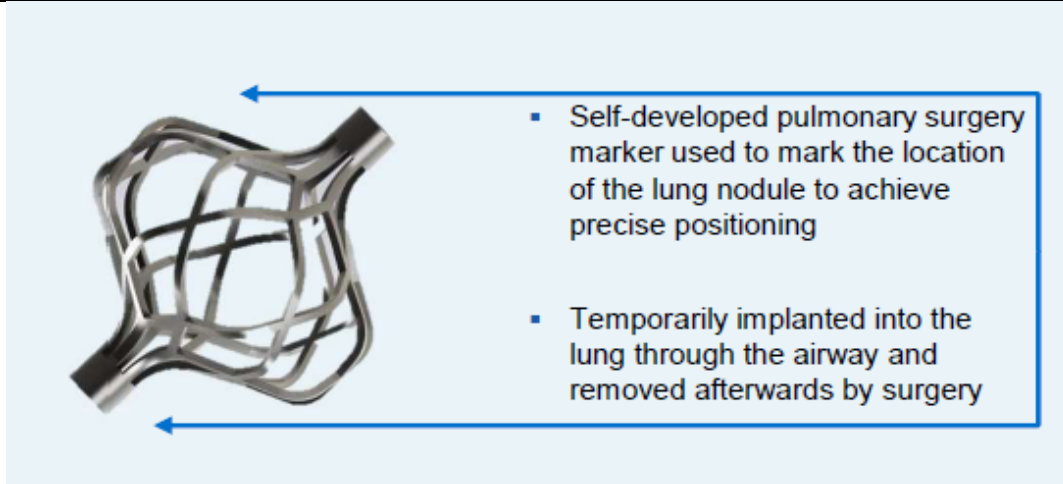 ▪ Self-developed pulmonary surgery
marker used to mark the location
of the lung nodule to achieve
precise positioning
▪ Temporarily implanted into the
lung through the airway and
removed afterwards by surgery